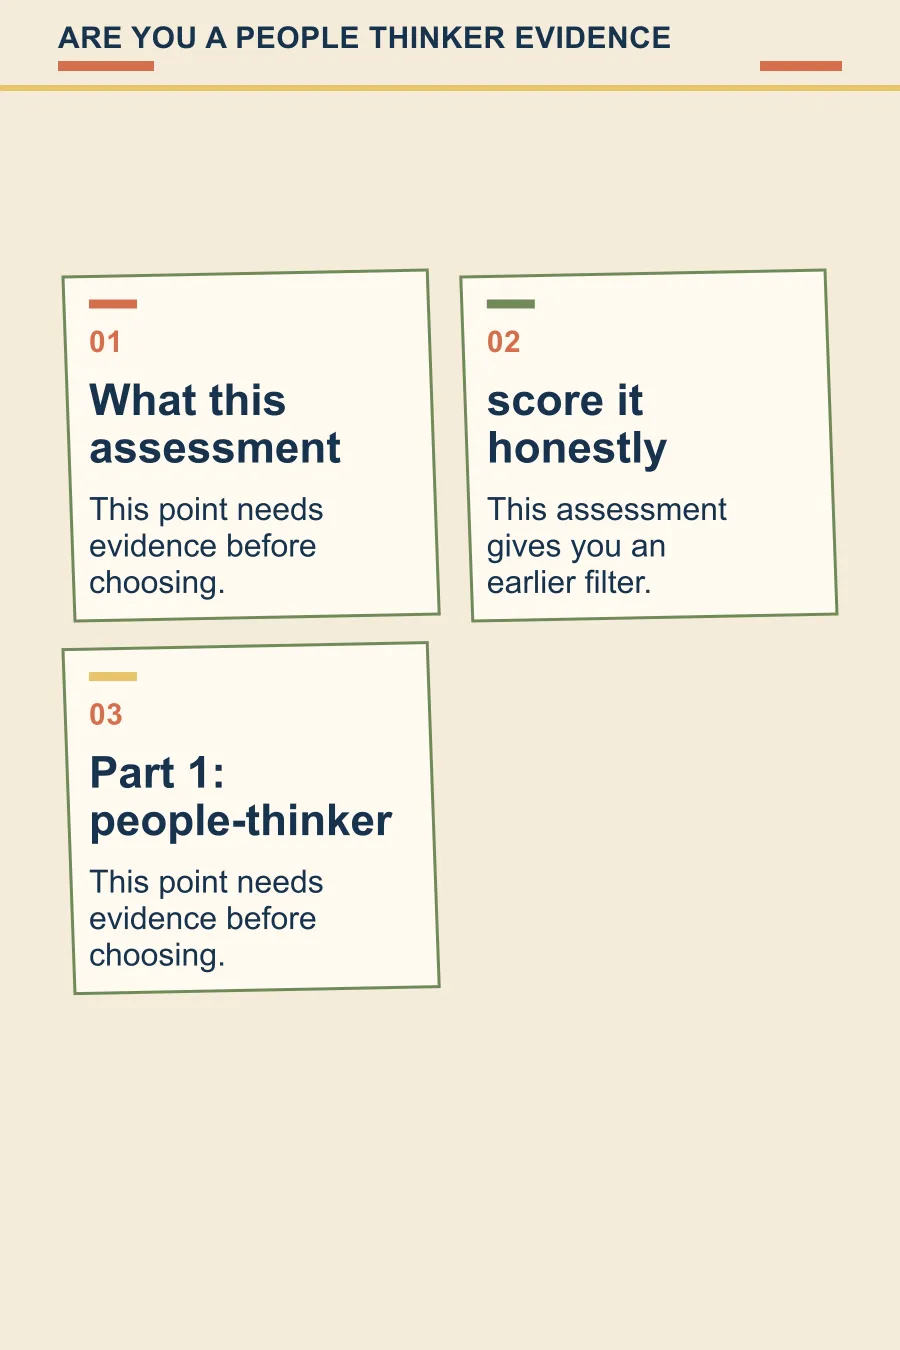 ARE YOU A PEOPLE THINKER EVIDENCE
01
What this
assessment
This point needs
evidence before
choosing.
02
score it
honestly
This assessment
gives you an
earlier filter.
03
Part 1:
people-thinker
This point needs
evidence before
choosing.